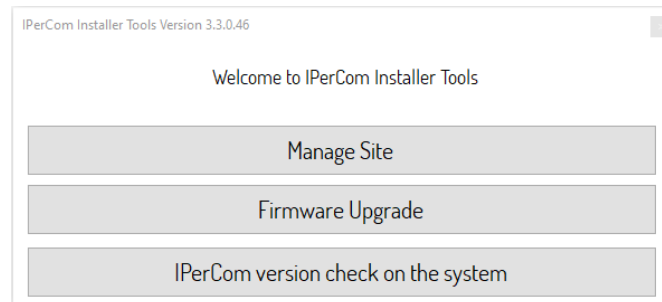 IPerCom Installer Tools Version 3.3.0.46
Welcome to IPerCom Installer Tools
Manage Site
Firmware Upgrade
IPerCom version check on the system